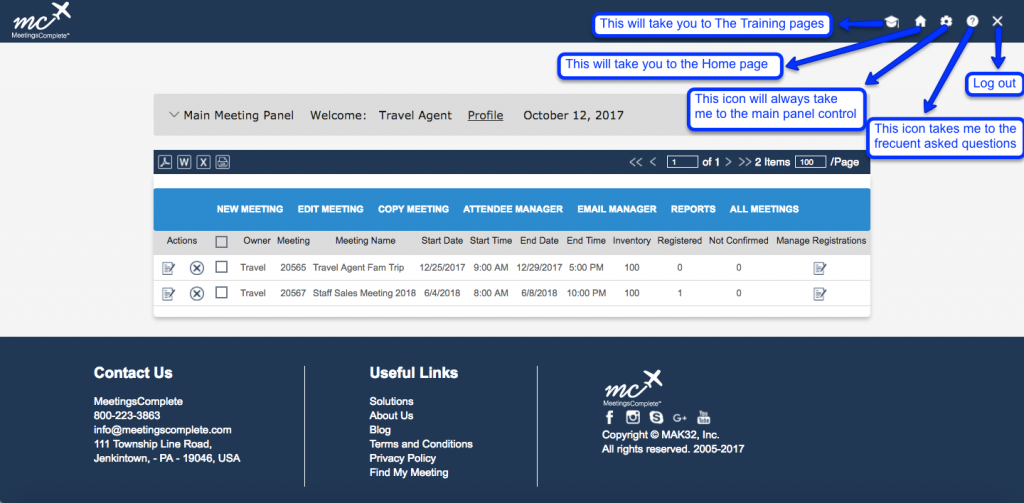 mc
MeetingsComplete™
This will take you to The Training pages
This will take you to the Home page
This icon will always take
me to the main panel control
This icon takes me to the
frecuent asked questions
Log out
Main Meeting Panel Welcome: Travel Agent Profile October 12, 2017
<< < 1 of 1 > >> 2 Items 100 /Page
NEW MEETING EDIT MEETING COPY MEETING ATTENDEE MANAGER EMAIL MANAGER REPORTS ALL MEETINGS
Actions Owner Meeting Meeting Name Start Date Start Time End Date End Time Inventory Registered Not Confirmed Manage Registrations
Travel 20565 Travel Agent Fam Trip 12/25/2017 9:00 AM 12/29/2017 5:00 PM 100 0 0
Travel 20567 Staff Sales Meeting 2018 6/4/2018 8:00 AM 6/8/2018 10:00 PM 100 1 0
Contact Us
MeetingsComplete
800-223-3863
info@meetingscomplete.com
111 Township Line Road,
Jenkintown, - PA - 19046, USA
Useful Links
Solutions
About Us
Blog
Terms and Conditions
Privacy Policy
Find My Meeting
mc
MeetingsComplete™
G+ You Tube
Copyright © MAK32, Inc.
All rights reserved. 2005-2017